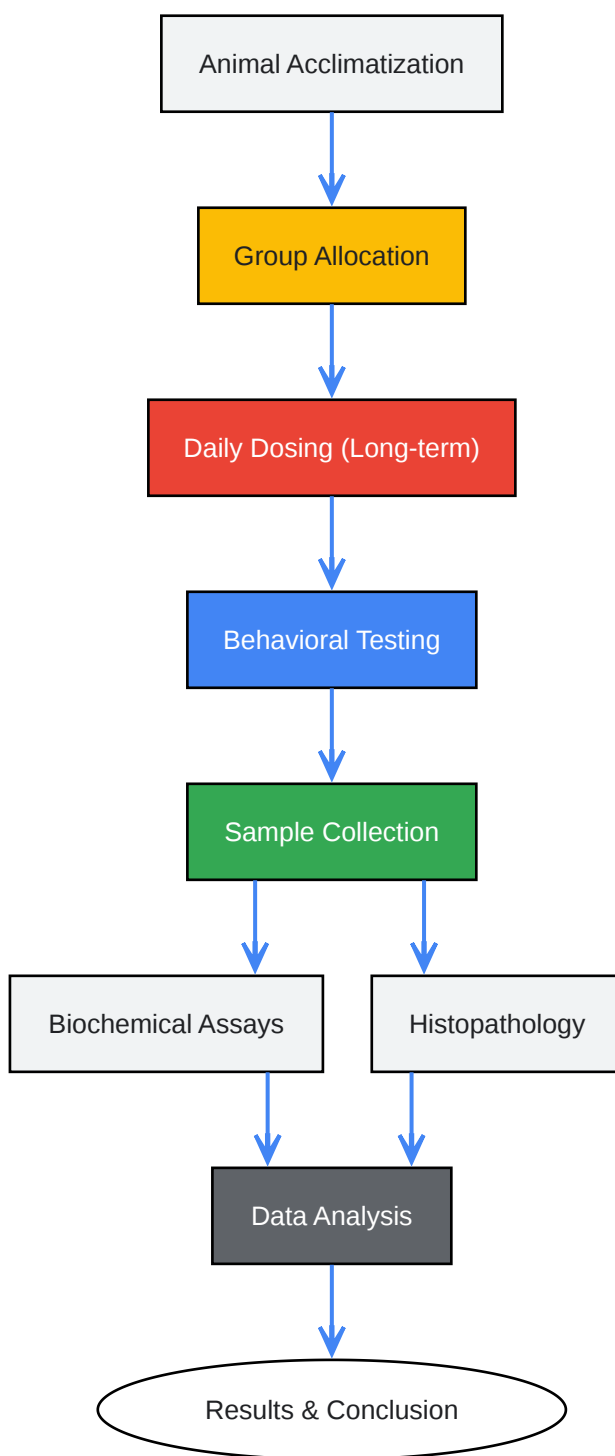 Animal Acclimatization
Group Allocation
Daily Dosing (Long-term)
Behavioral Testing
Sample Collection
Biochemical Assays
Histopathology
Data Analysis
Results & Conclusion